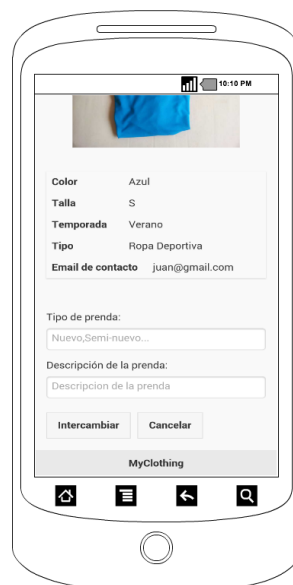 10:10 PM
Color Azul
Talla S
Temporada Verano
Tipo Ropa Deportiva
Email de contacto juan@gmail.com
Tipo de prenda:
Nuevo,Semi-nuevo...
Descripción de la prenda:
Descripcion de la prenda
Intercambiar Cancelar
MyClothing